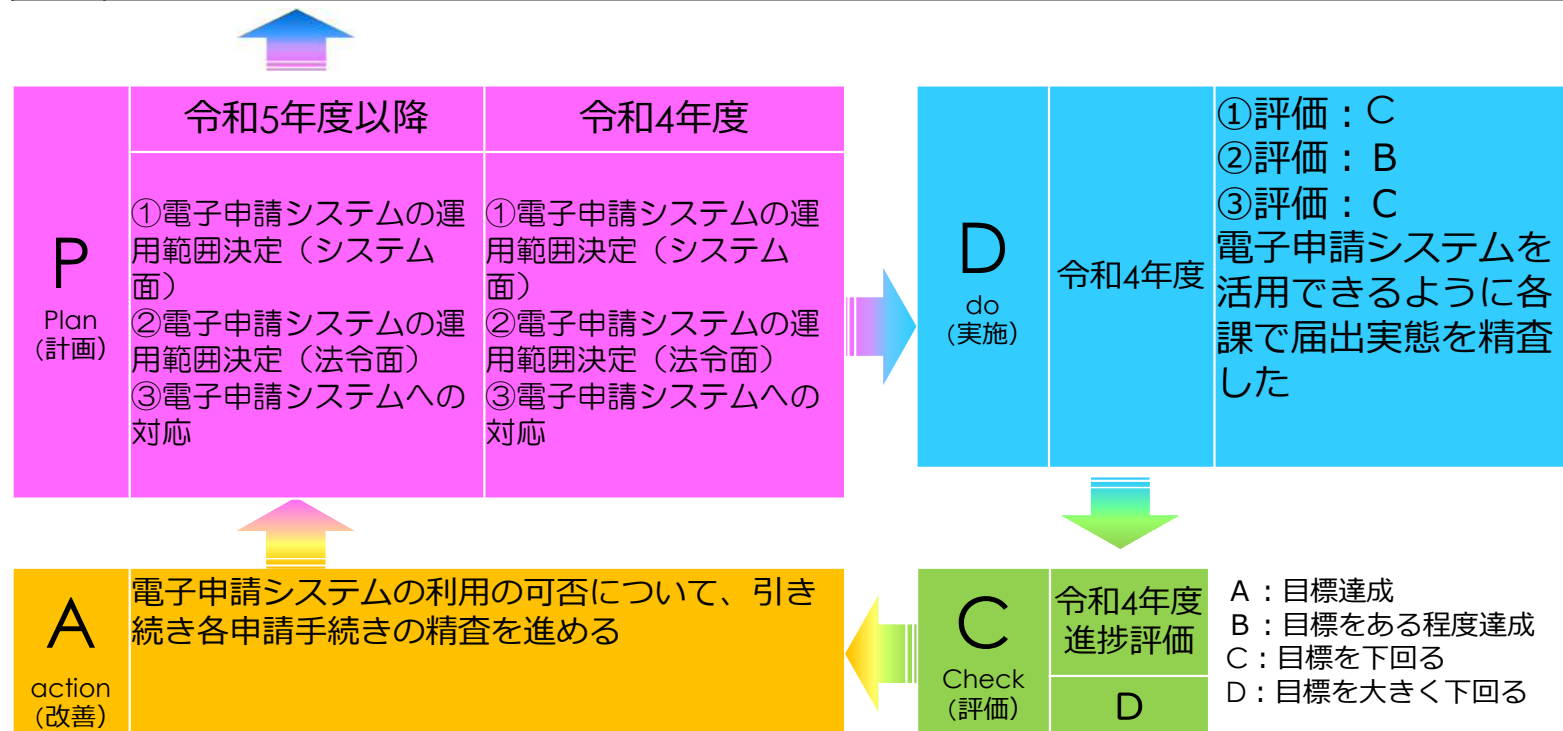 P
Plan
(計画)
令和5年度以降
①電子申請システムの運
用範囲決定（システム
面）
②電子申請システムの運
用範囲決定（法令面）
③電子申請システムへの
対応
令和4年度
①電子申請システムの運
用範囲決定（システム
面）
②電子申請システムの運
用範囲決定（法令面）
③電子申請システムへの
対応
D
do
(実施)
令和4年度
①評価：C
②評価：B
③評価：C
電子申請システムを
活用できるように各
課で届出実態を精査
した
A
action
(改善)
電子申請システムの利用の可否について、引き
続き各申請手続きの精査を進める
C
Check
(評価)
令和4年度
進捗評価
D
A：目標達成
B：目標をある程度達成
C：目標を下回る
D：目標を大きく下回る